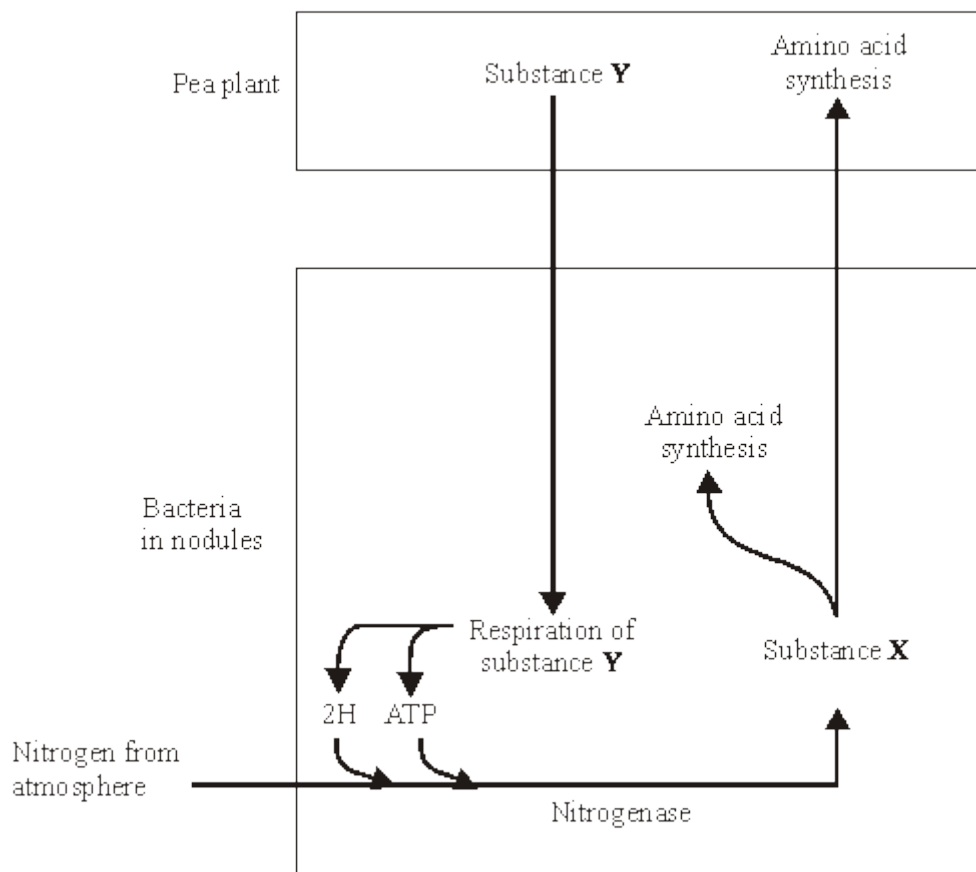 Pea plant
Substance Y
Amino acid
synthesis
Amino acid
synthesis
Bacteria
in nodules
Respiration of
substance Y
Substance X
2H
ATP
Nitrogen from
atmosphere
Nitrogenase